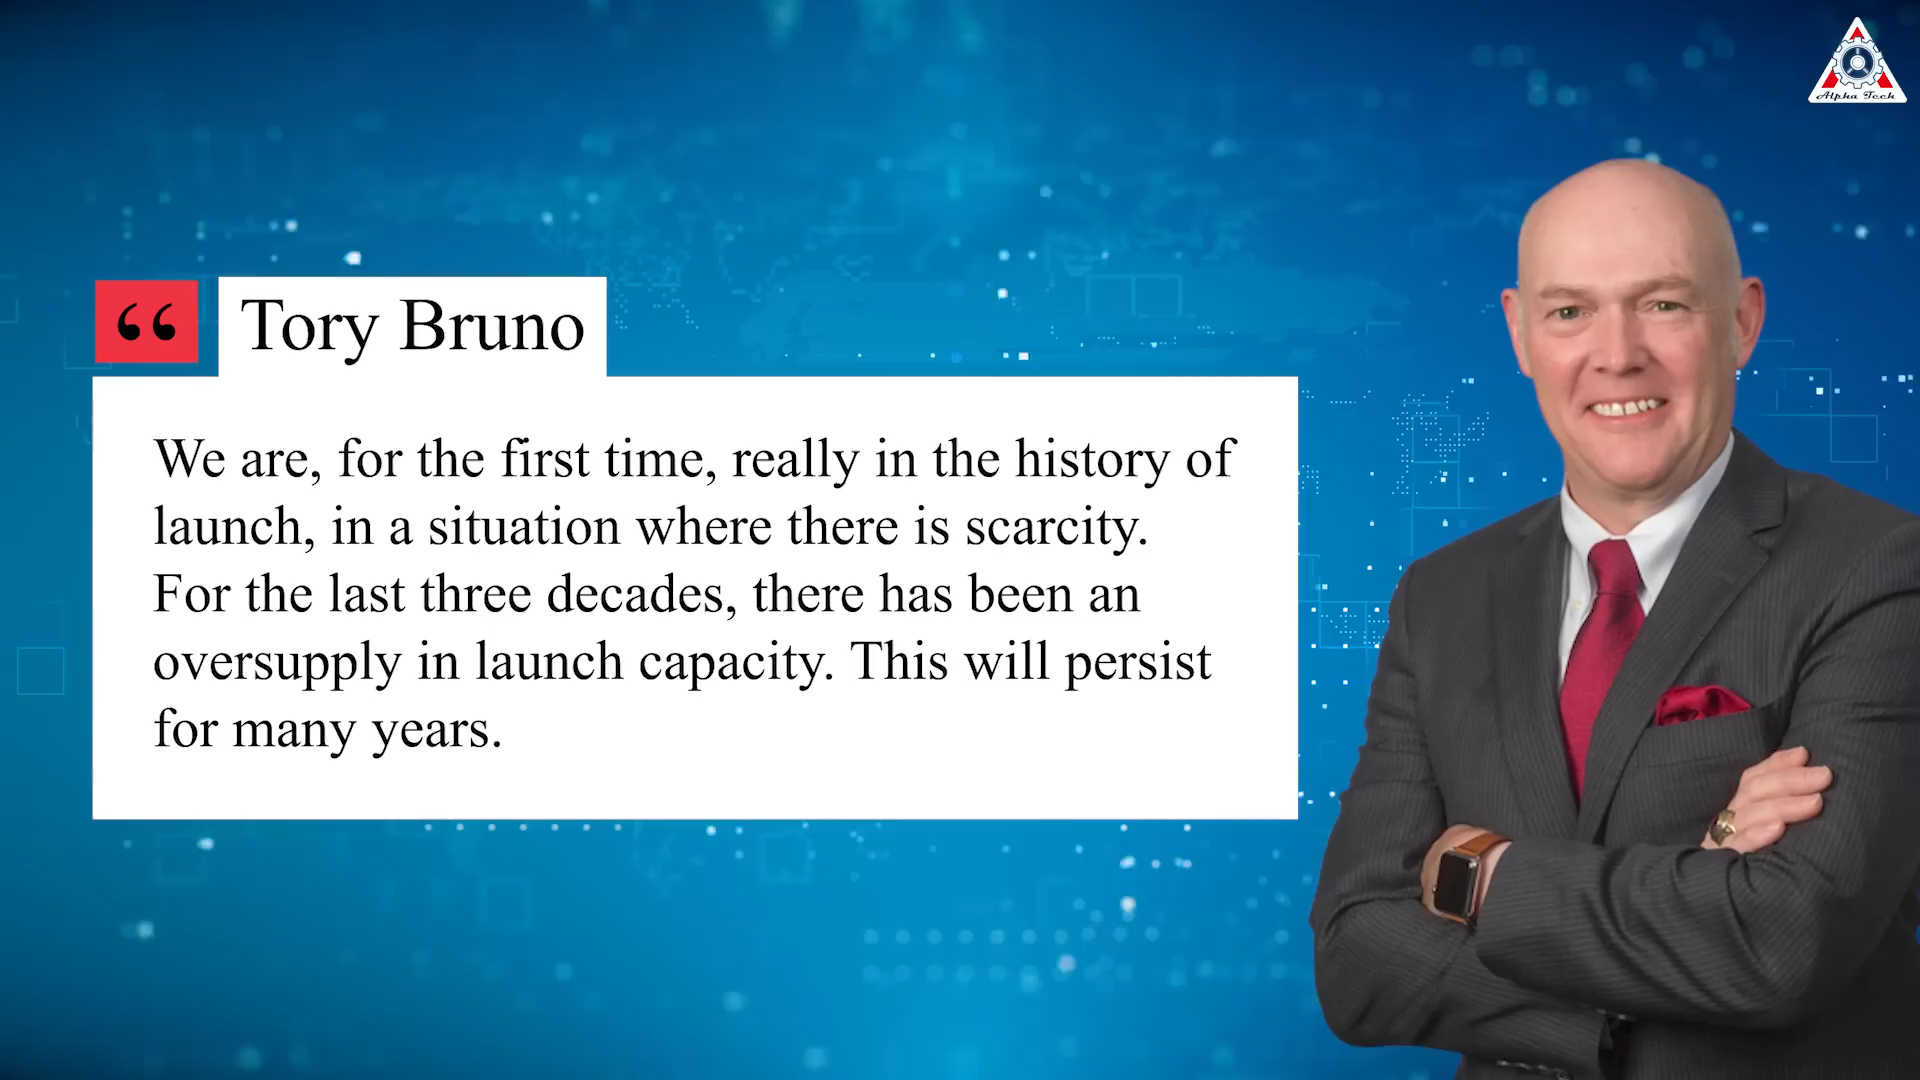 Alpha Tech
“
Tory Bruno
We are, for the first time, really in the history of
launch, in a situation where there is scarcity.
For the last three decades, there has been an
oversupply in launch capacity. This will persist
for many years.